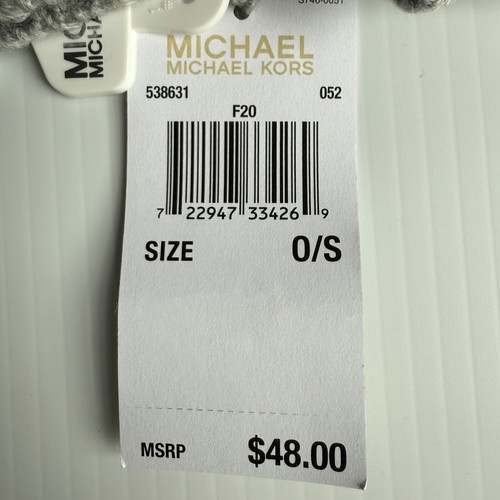 MICHAEL
MICHAEL KORS
538631 052
F20
7 22947 33426 9
SIZE O/S
MSRP $48.00